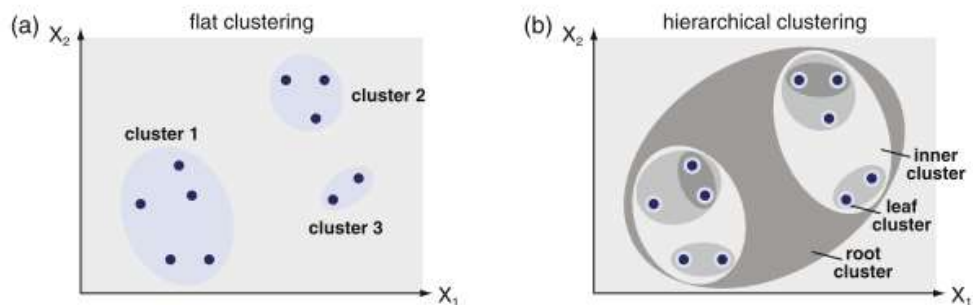 (a)
flat clustering
X₂
cluster 2
cluster 1
cluster 3
X₁
(b)
hierarchical clustering
X₂
inner
cluster
leaf
cluster
root
cluster
X₁